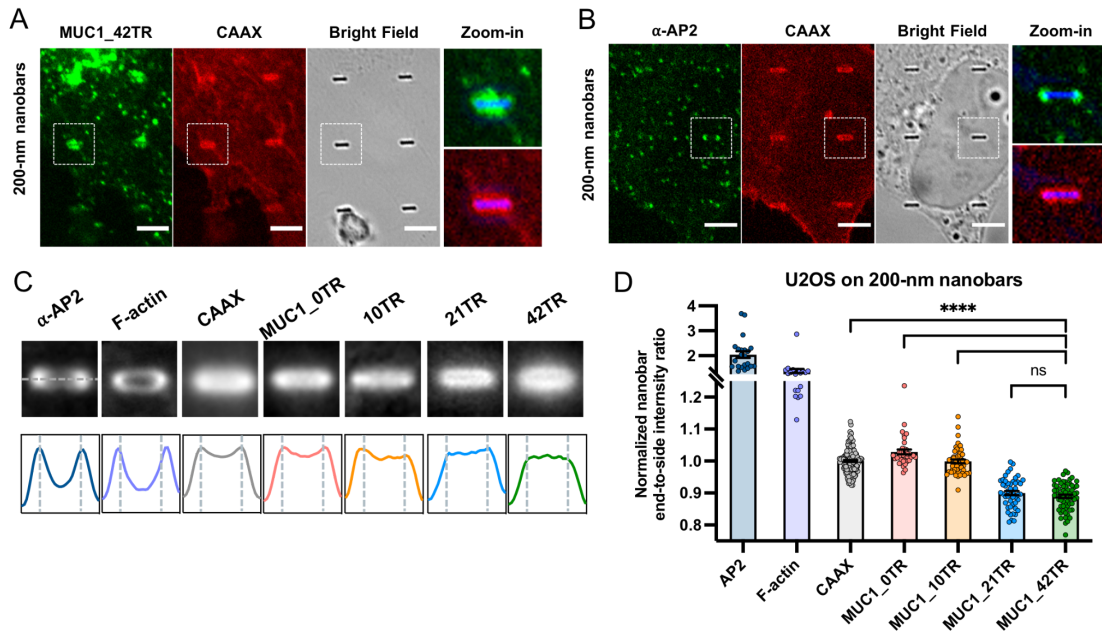 A
MUC1_42TR
CAAX
Bright Field
Zoom-in
200-nm nanobars
B
α-AP2
CAAX
Bright Field
Zoom-in
200-nm nanobars
C
α-AP2
F-actin
CAAX
MUC1_0TR
10TR
21TR
42TR
D
U2OS on 200-nm nanobars
Normalized nanobar
end-to-side internsity ratio
4
3
2
1.2
1.1
1.0
0.9
0.8
****
ns
AP2
F-actin
CAAX
MUC1_0TR
MUC1_10TR
MUC1_21TR
MUC1_42TR